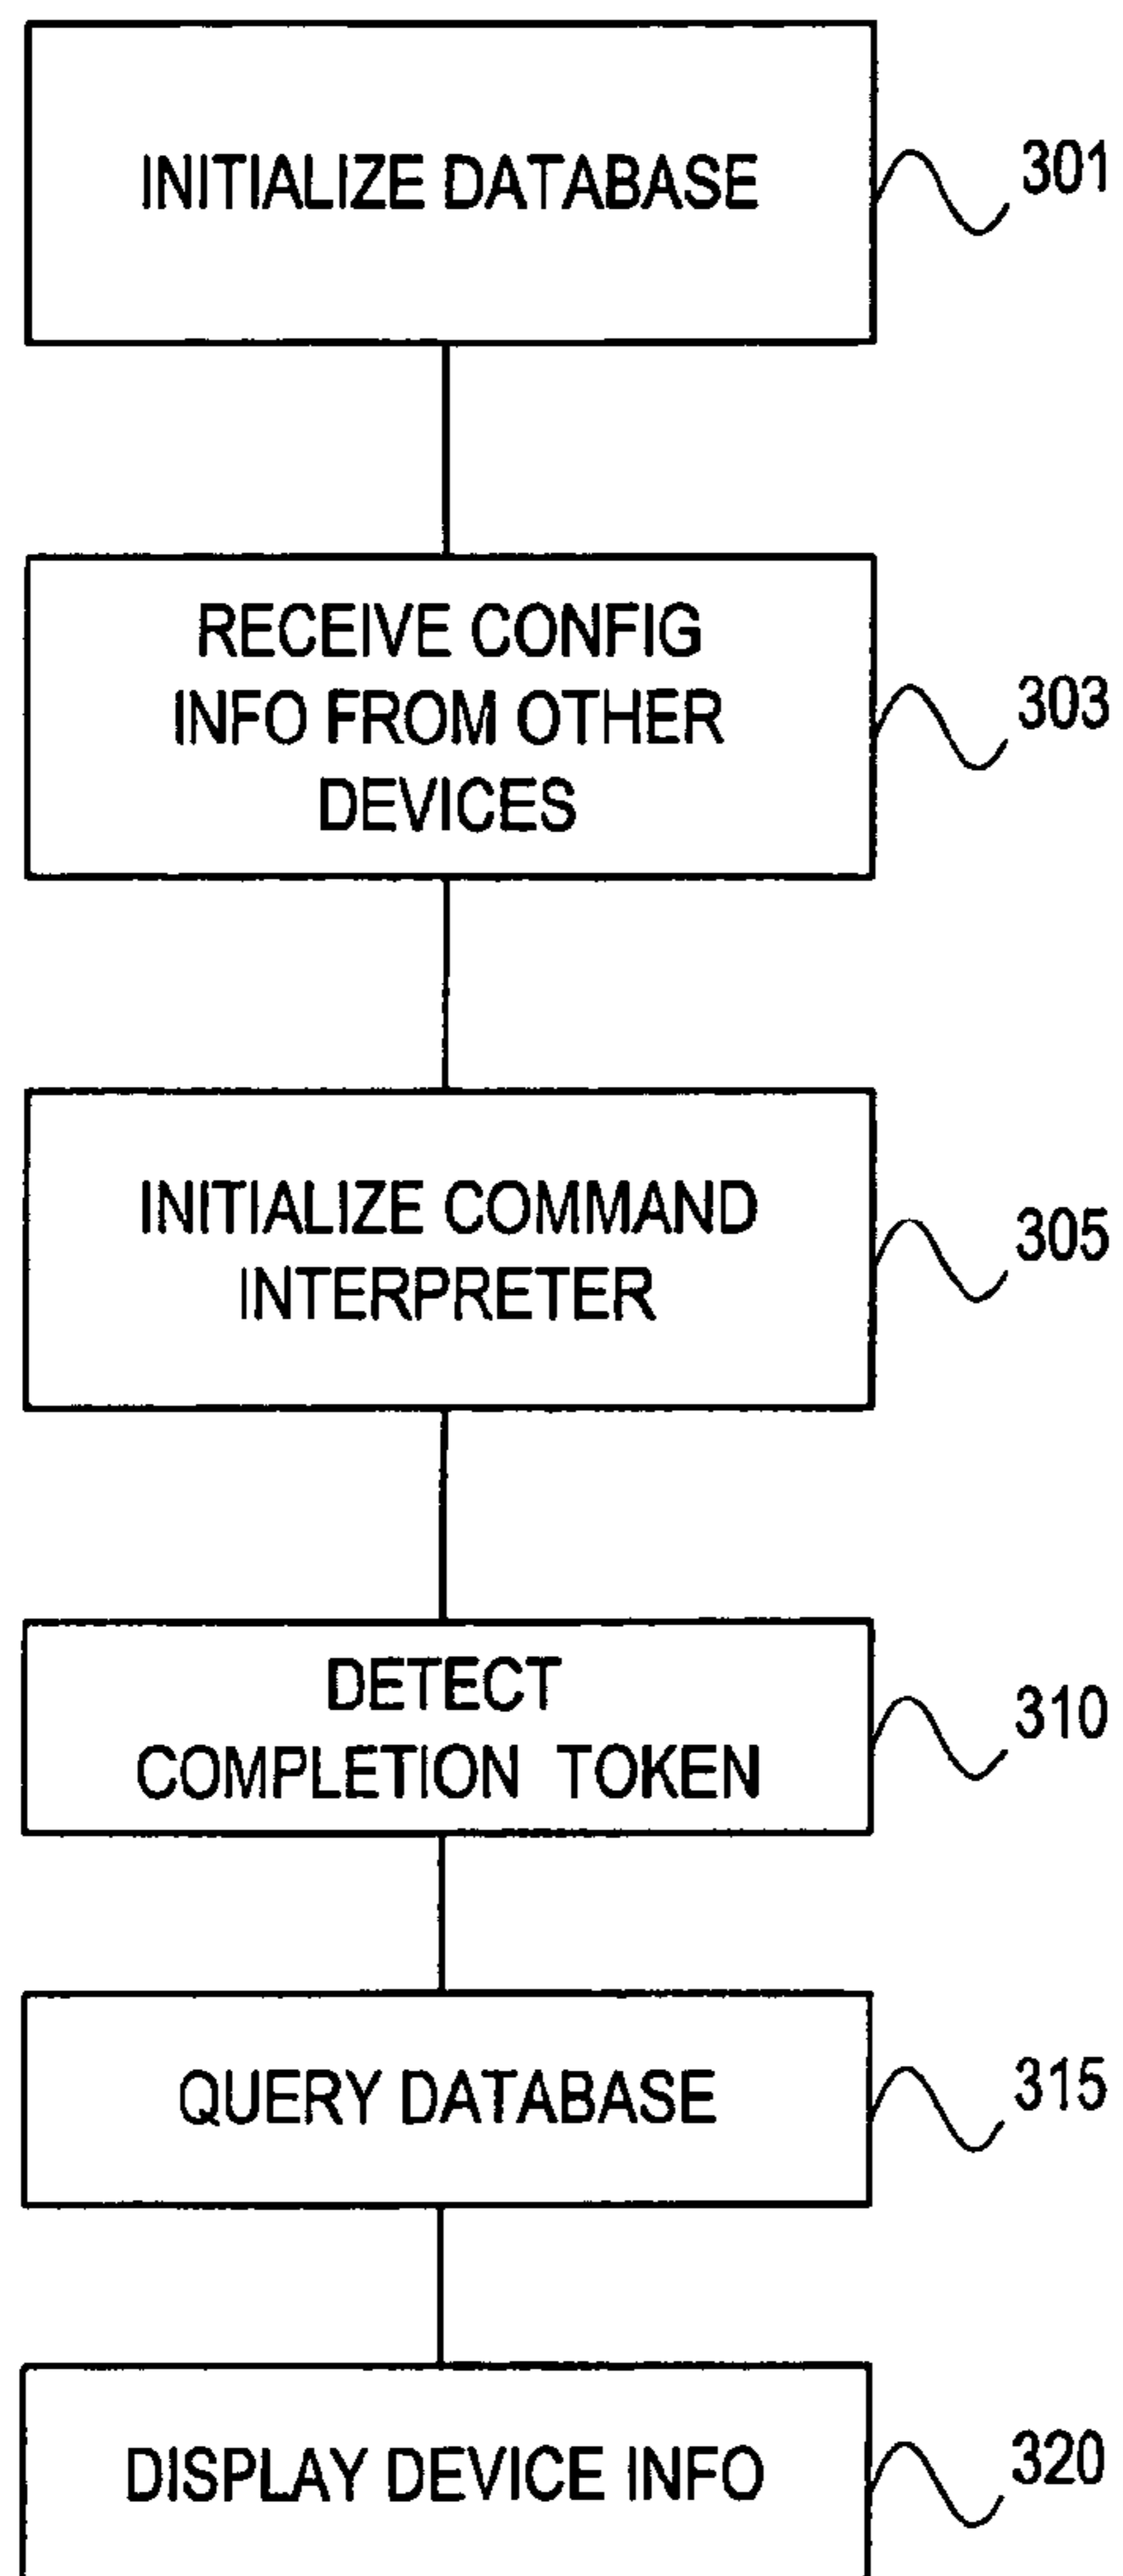 INITIALIZE DATABASE
301
RECEIVE CONFIG
INFO FROM OTHER
DEVICES
303
INITIALIZE COMMAND
INTERPRETER
305
DETECT
COMPLETION TOKEN
310
QUERY DATABASE
315
DISPLAY DEVICE INFO
320